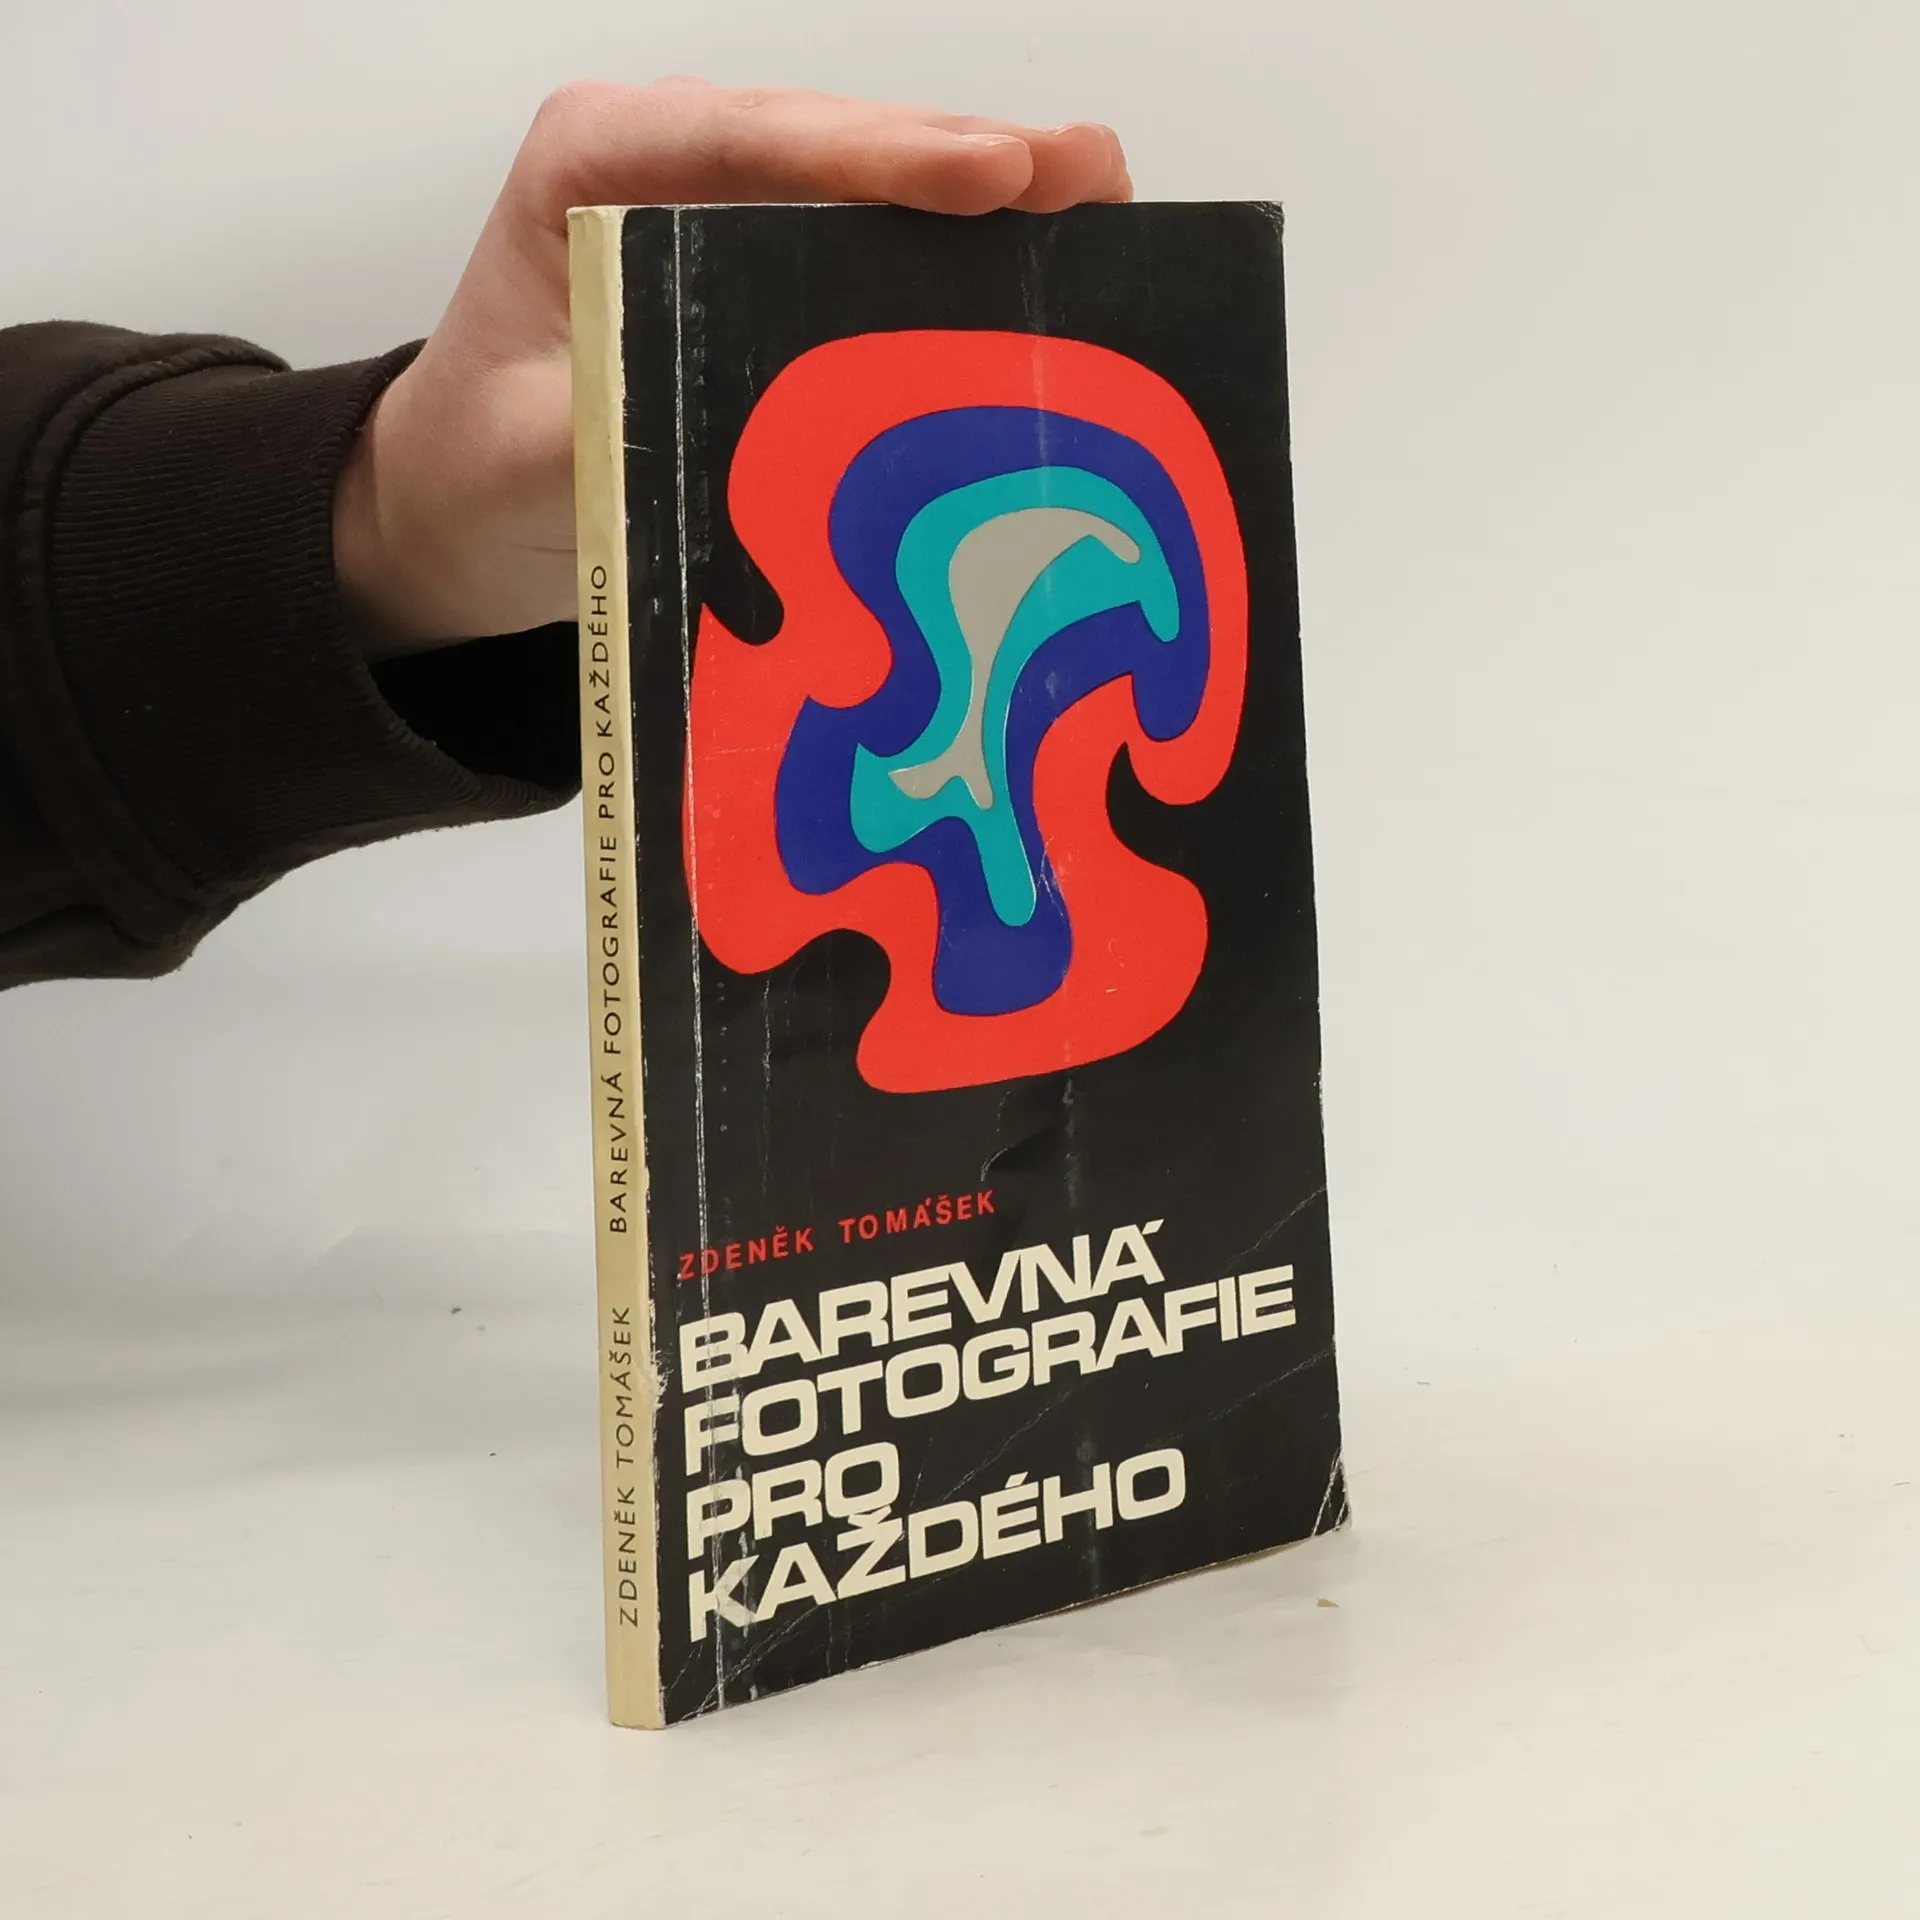 ZDENĚK TOMÁŠEK BAREVNÁ FOTOGRAFIE PRO KAŽDÉHO
ZDENĚK TOMÁŠEK
BAREVNÁ
FOTOGRAFIE
PRO
KAŽDÉHO